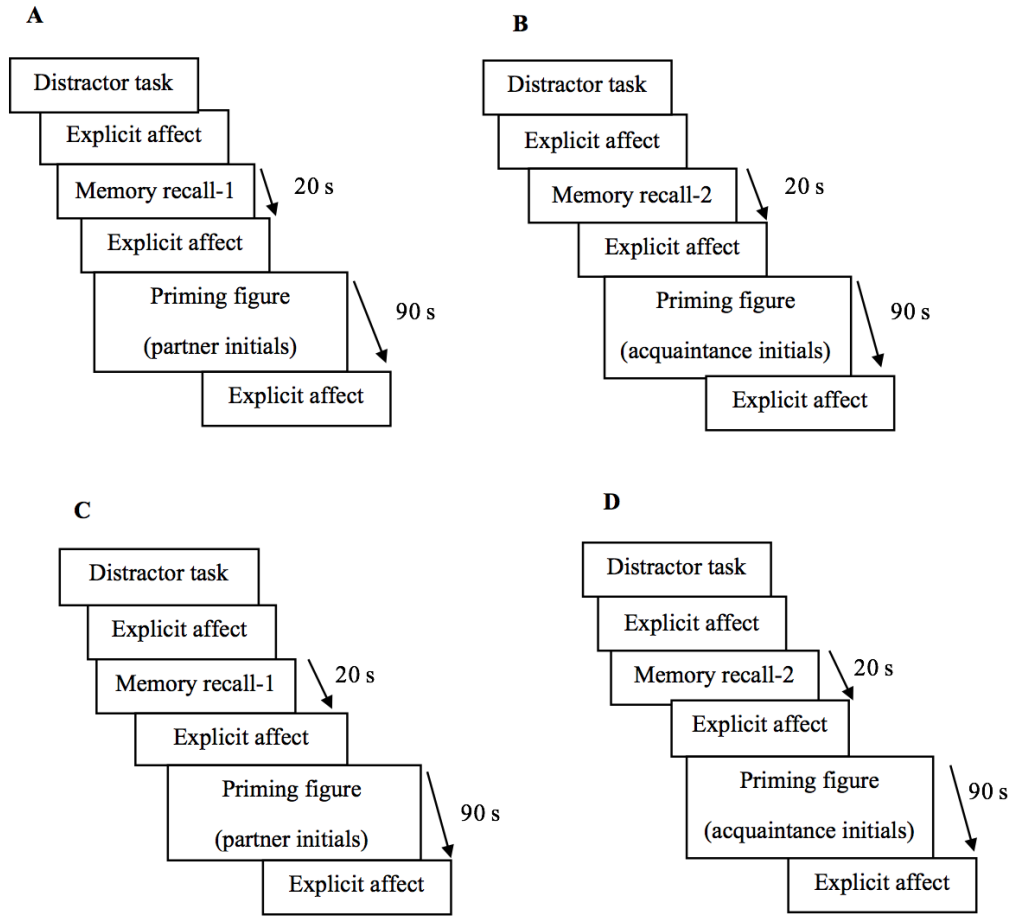 A
Distractor task
Explicit affect
Memory recall-1
20 s
Explicit affect
Priming figure
(partner initials)
90 s
Explicit affect
B
Distractor task
Explicit affect
Memory recall-2
20 s
Explicit affect
Priming figure
(acquaintance initials)
90 s
Explicit affect
C
Distractor task
Explicit affect
Memory recall-1
20 s
Explicit affect
Priming figure
(partner initials)
90 s
Explicit affect
D
Distractor task
Explicit affect
Memory recall-2
20 s
Explicit affect
Priming figure
(acquaintance initials)
90 s
Explicit affect